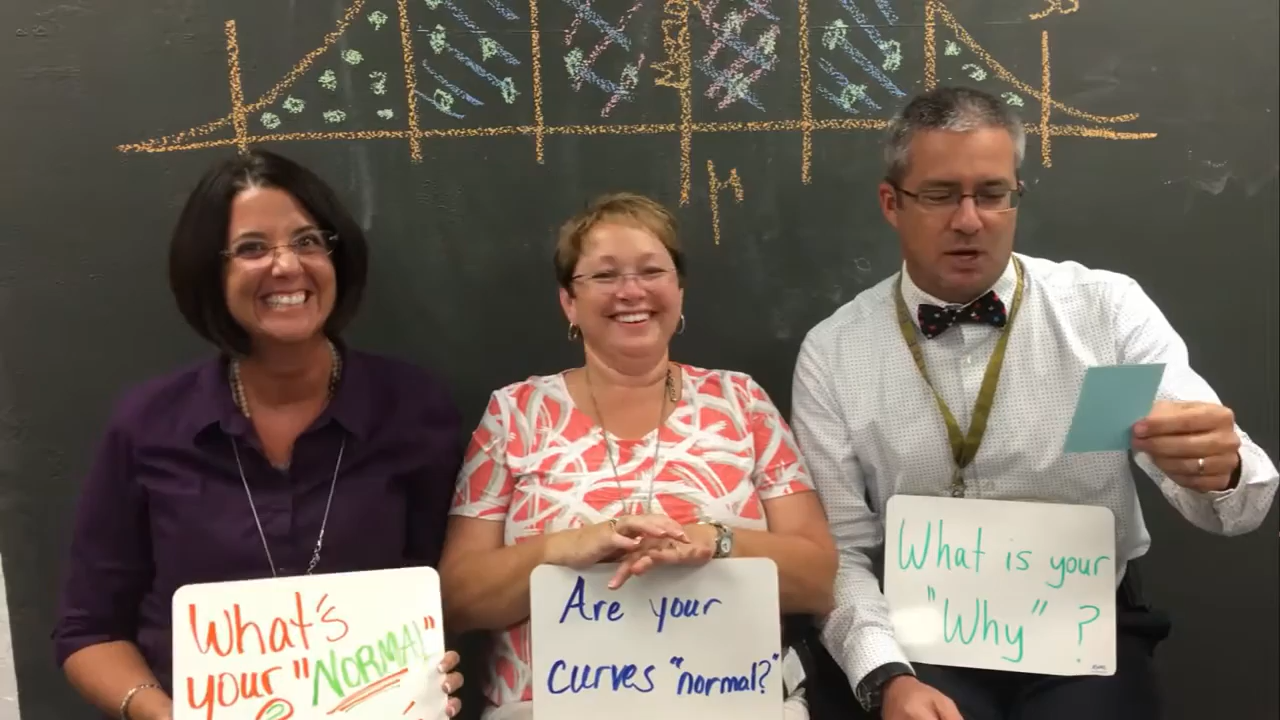 μ
What's
your "NORMAL"
?
Are your
curves "normal?"
What is your
"Why" ?